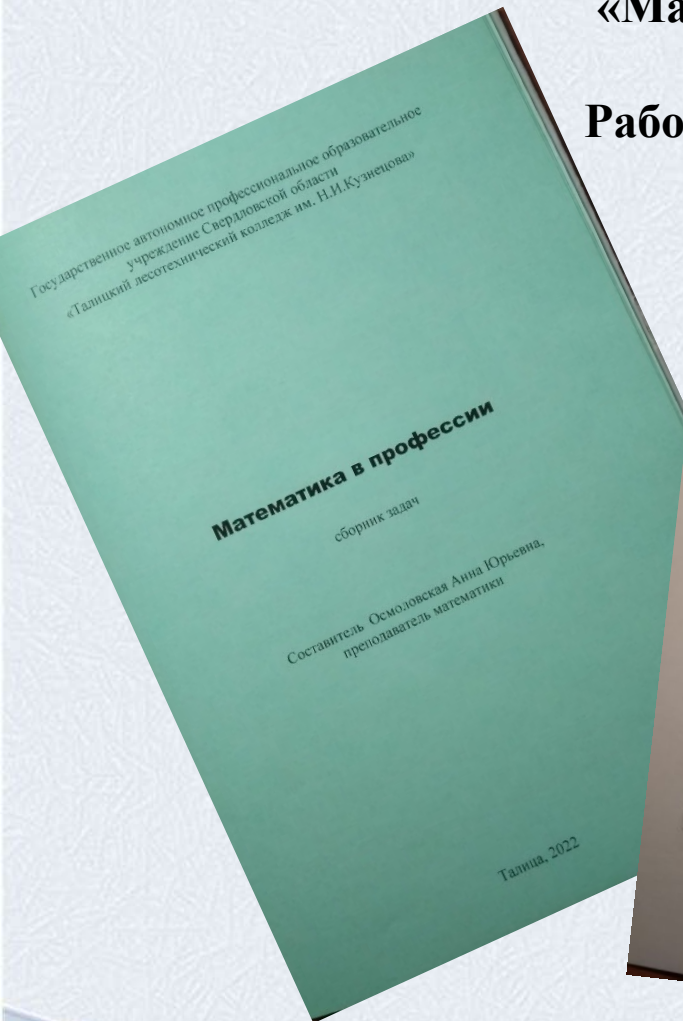 «Ма
Рабо
Государственное автономное профессиональное образовательное
учреждение Свердловской области
«Талицкий лесотехнический колледж им. Н.И.Кузнецова»
Математика в профессии
сборник задач
Составитель Осмоловская Анна Юрьевна,
преподаватель математики
Талица, 2022